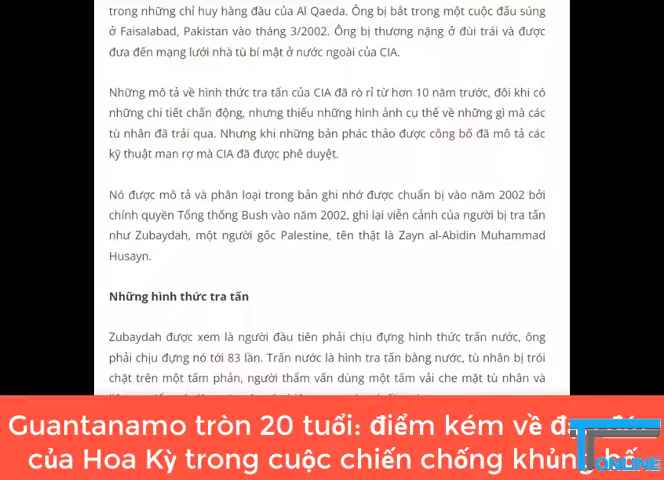 trong những chỉ huy hàng đầu của Al Qaeda. Ông bị bắt trong một cuộc đấu súng
ở Faisalabad, Pakistan vào tháng 3/2002. Ông bị thương nặng ở đùi trái và được
đưa đến mạng lưới nhà tù bí mật ở nước ngoài của CIA.
Những mô tả về hình thức tra tấn của CIA đã rò rỉ từ hơn 10 năm trước, đôi khi có
những chi tiết chấn động, nhưng thiếu những hình ảnh cụ thể về những gì mà các
tù nhân đã trải qua. Nhưng khi những bản phác thảo được công bố đã mô tả các
kỹ thuật man rợ mà CIA đã được phê duyệt.
Nó được mô tả và phân loại trong bản ghi nhớ được chuẩn bị vào năm 2002 bởi
chính quyền Tổng thống Bush vào năm 2002, ghi lại viễn cảnh của người bị tra tấn
như Zubaydah, một người gốc Palestine, tên thật là Zayn al-Abidin Muhammad
Husayn.
Những hình thức tra tấn
Zubaydah được xem là người đầu tiên phải chịu đựng hình thức trấn nước, ông
phải chịu đựng nó tới 83 lần. Trấn nước là hình tra tấn bằng nước, tù nhân bị trói
chặt trên một tấm phản, người thẩm vấn dùng một tấm vải che mặt tù nhân và
Guantanamo tròn 20 tuổi: điểm kém về
của Hoa Kỳ trong cuộc chiến chống khủng bố
ONLINE